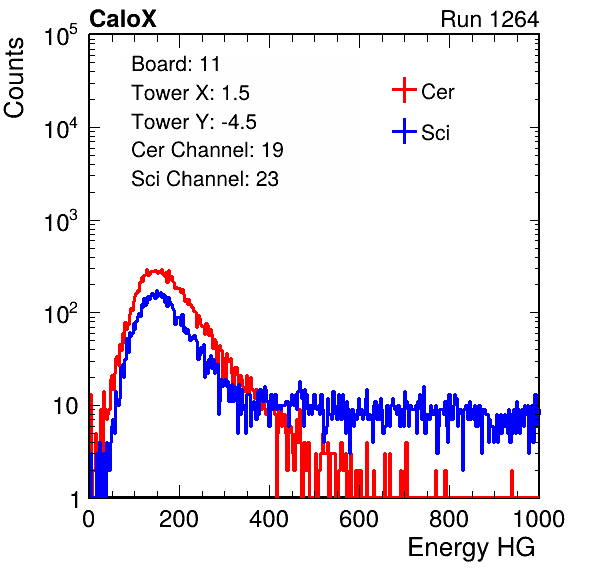 CaloX Run 1264
Counts
Board: 11
Tower X: 1.5
Tower Y: -4.5
Cer Channel: 19
Sci Channel: 23
Cer
Sci
10^5
10^4
10^3
10^2
10
1
0 200 400 600 800 1000
Energy HG